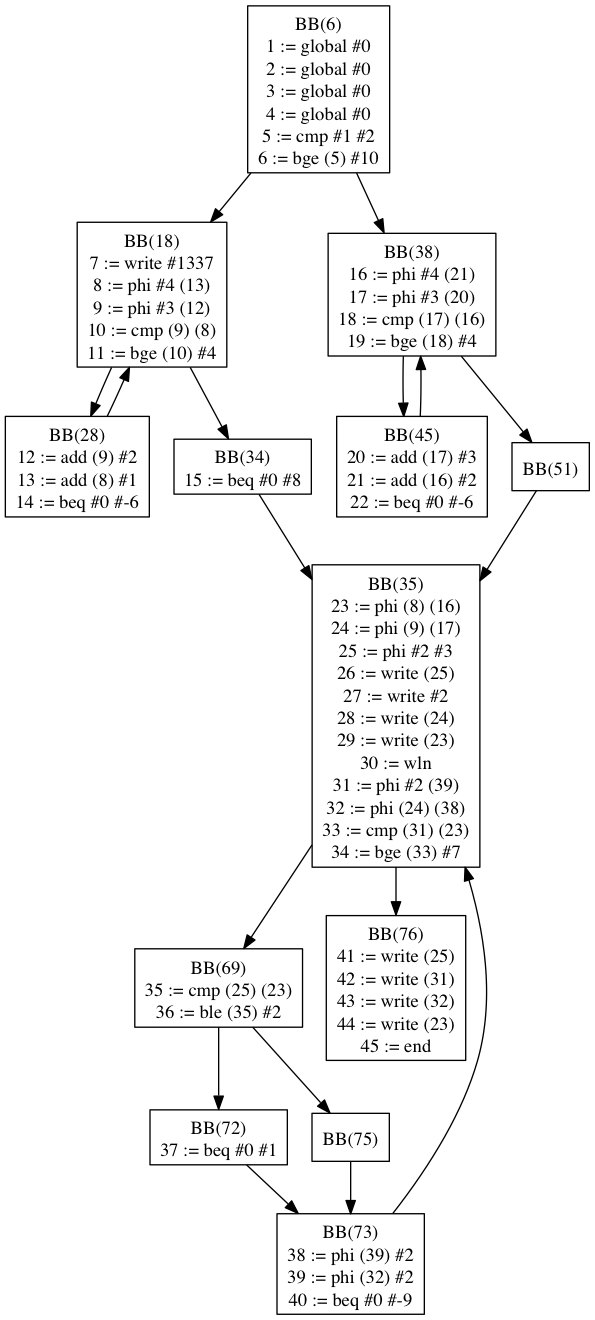 BB(6)
1 := global #0
2 := global #0
3 := global #0
4 := global #0
5 := cmp #1 #2
6 := bge (5) #10
BB(18)
7 := write #1337
8 := phi #4 (13)
9 := phi #3 (12)
10 := cmp (9) (8)
11 := bge (10) #4
BB(38)
16 := phi #4 (21)
17 := phi #3 (20)
18 := cmp (17) (16)
19 := bge (18) #4
BB(28)
12 := add (9) #2
13 := add (8) #1
14 := beq #0 #-6
BB(34)
15 := beq #0 #8
BB(45)
20 := add (17) #3
21 := add (16) #2
22 := beq #0 #-6
BB(51)
BB(35)
23 := phi (8) (16)
24 := phi (9) (17)
25 := phi #2 #3
26 := write (25)
27 := write #2
28 := write (24)
29 := write (23)
30 := wln
31 := phi #2 (39)
32 := phi (24) (38)
33 := cmp (31) (23)
34 := bge (33) #7
BB(69)
35 := cmp (25) (23)
36 := ble (35) #2
BB(76)
41 := write (25)
42 := write (31)
43 := write (32)
44 := write (23)
45 := end
BB(72)
37 := beq #0 #1
BB(75)
BB(73)
38 := phi (39) #2
39 := phi (32) #2
40 := beq #0 #-9